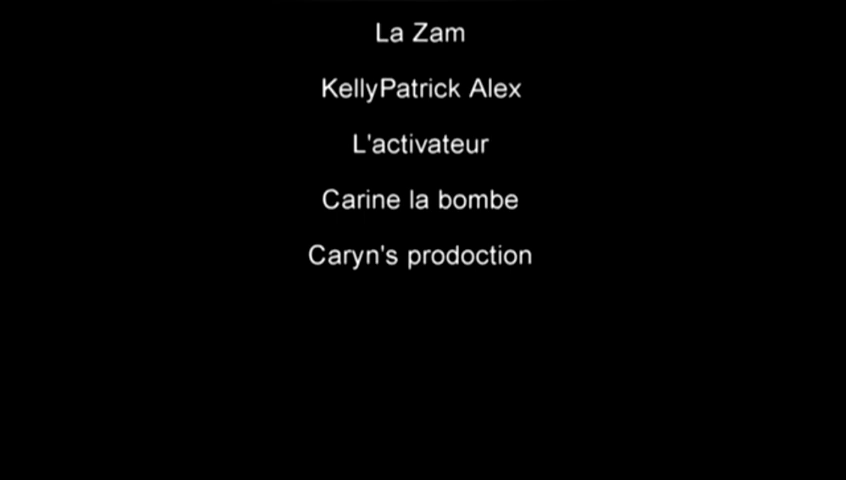 La Zam
KellyPatrick Alex
L'activateur
Carine la bombe
Caryn's prodoction